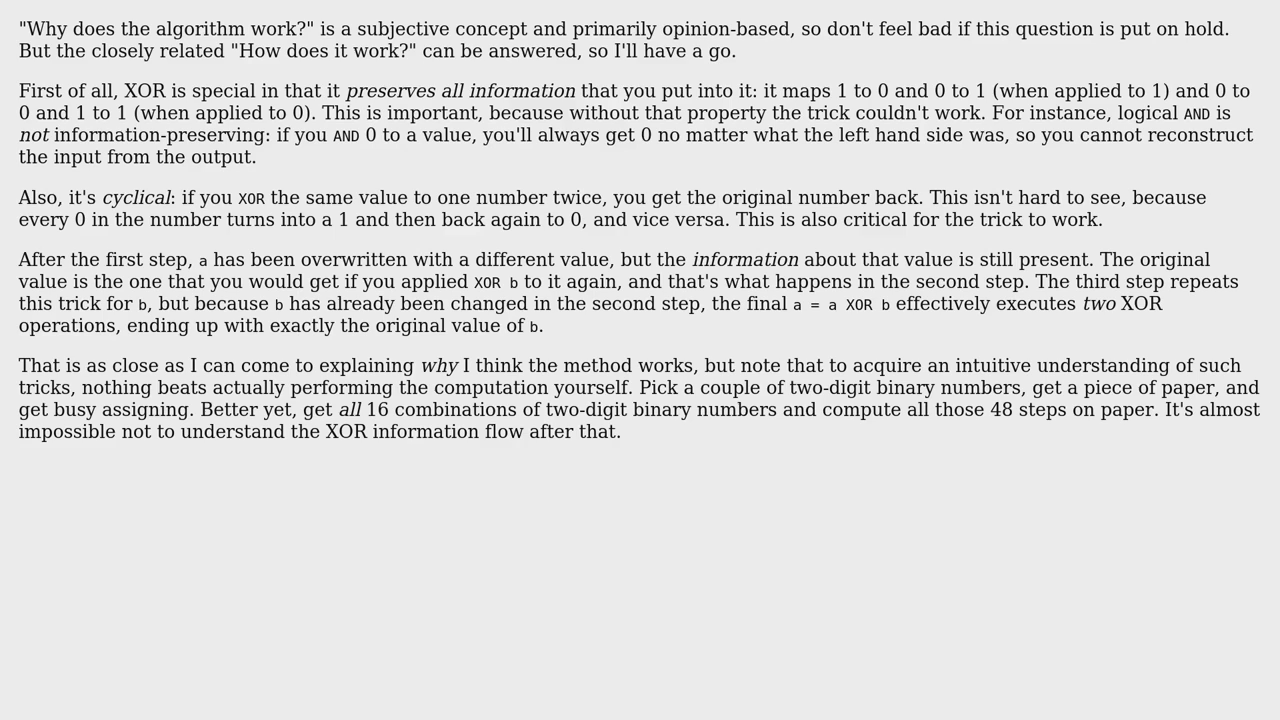 "Why does the algorithm work?" is a subjective concept and primarily opinion-based, so don't feel bad if this question is put on hold.
But the closely related "How does it work?" can be answered, so I'll have a go.
First of all, XOR is special in that it preserves all information that you put into it: it maps 1 to 0 and 0 to 1 (when applied to 1) and 0 to
0 and 1 to 1 (when applied to 0). This is important, because without that property the trick couldn't work. For instance, logical AND is
not information-preserving: if you AND 0 to a value, you'll always get 0 no matter what the left hand side was, so you cannot reconstruct
the input from the output.
Also, it's cyclical: if you XOR the same value to one number twice, you get the original number back. This isn't hard to see, because
every 0 in the number turns into a 1 and then back again to 0, and vice versa. This is also critical for the trick to work.
After the first step, a has been overwritten with a different value, but the information about that value is still present. The original
value is the one that you would get if you applied XOR b to it again, and that's what happens in the second step. The third step repeats
this trick for b, but because b has already been changed in the second step, the final a = a XOR b effectively executes two XOR
operations, ending up with exactly the original value of b.
That is as close as I can come to explaining why I think the method works, but note that to acquire an intuitive understanding of such
tricks, nothing beats actually performing the computation yourself. Pick a couple of two-digit binary numbers, get a piece of paper, and
get busy assigning. Better yet, get all 16 combinations of two-digit binary numbers and compute all those 48 steps on paper. It's almost
impossible not to understand the XOR information flow after that.